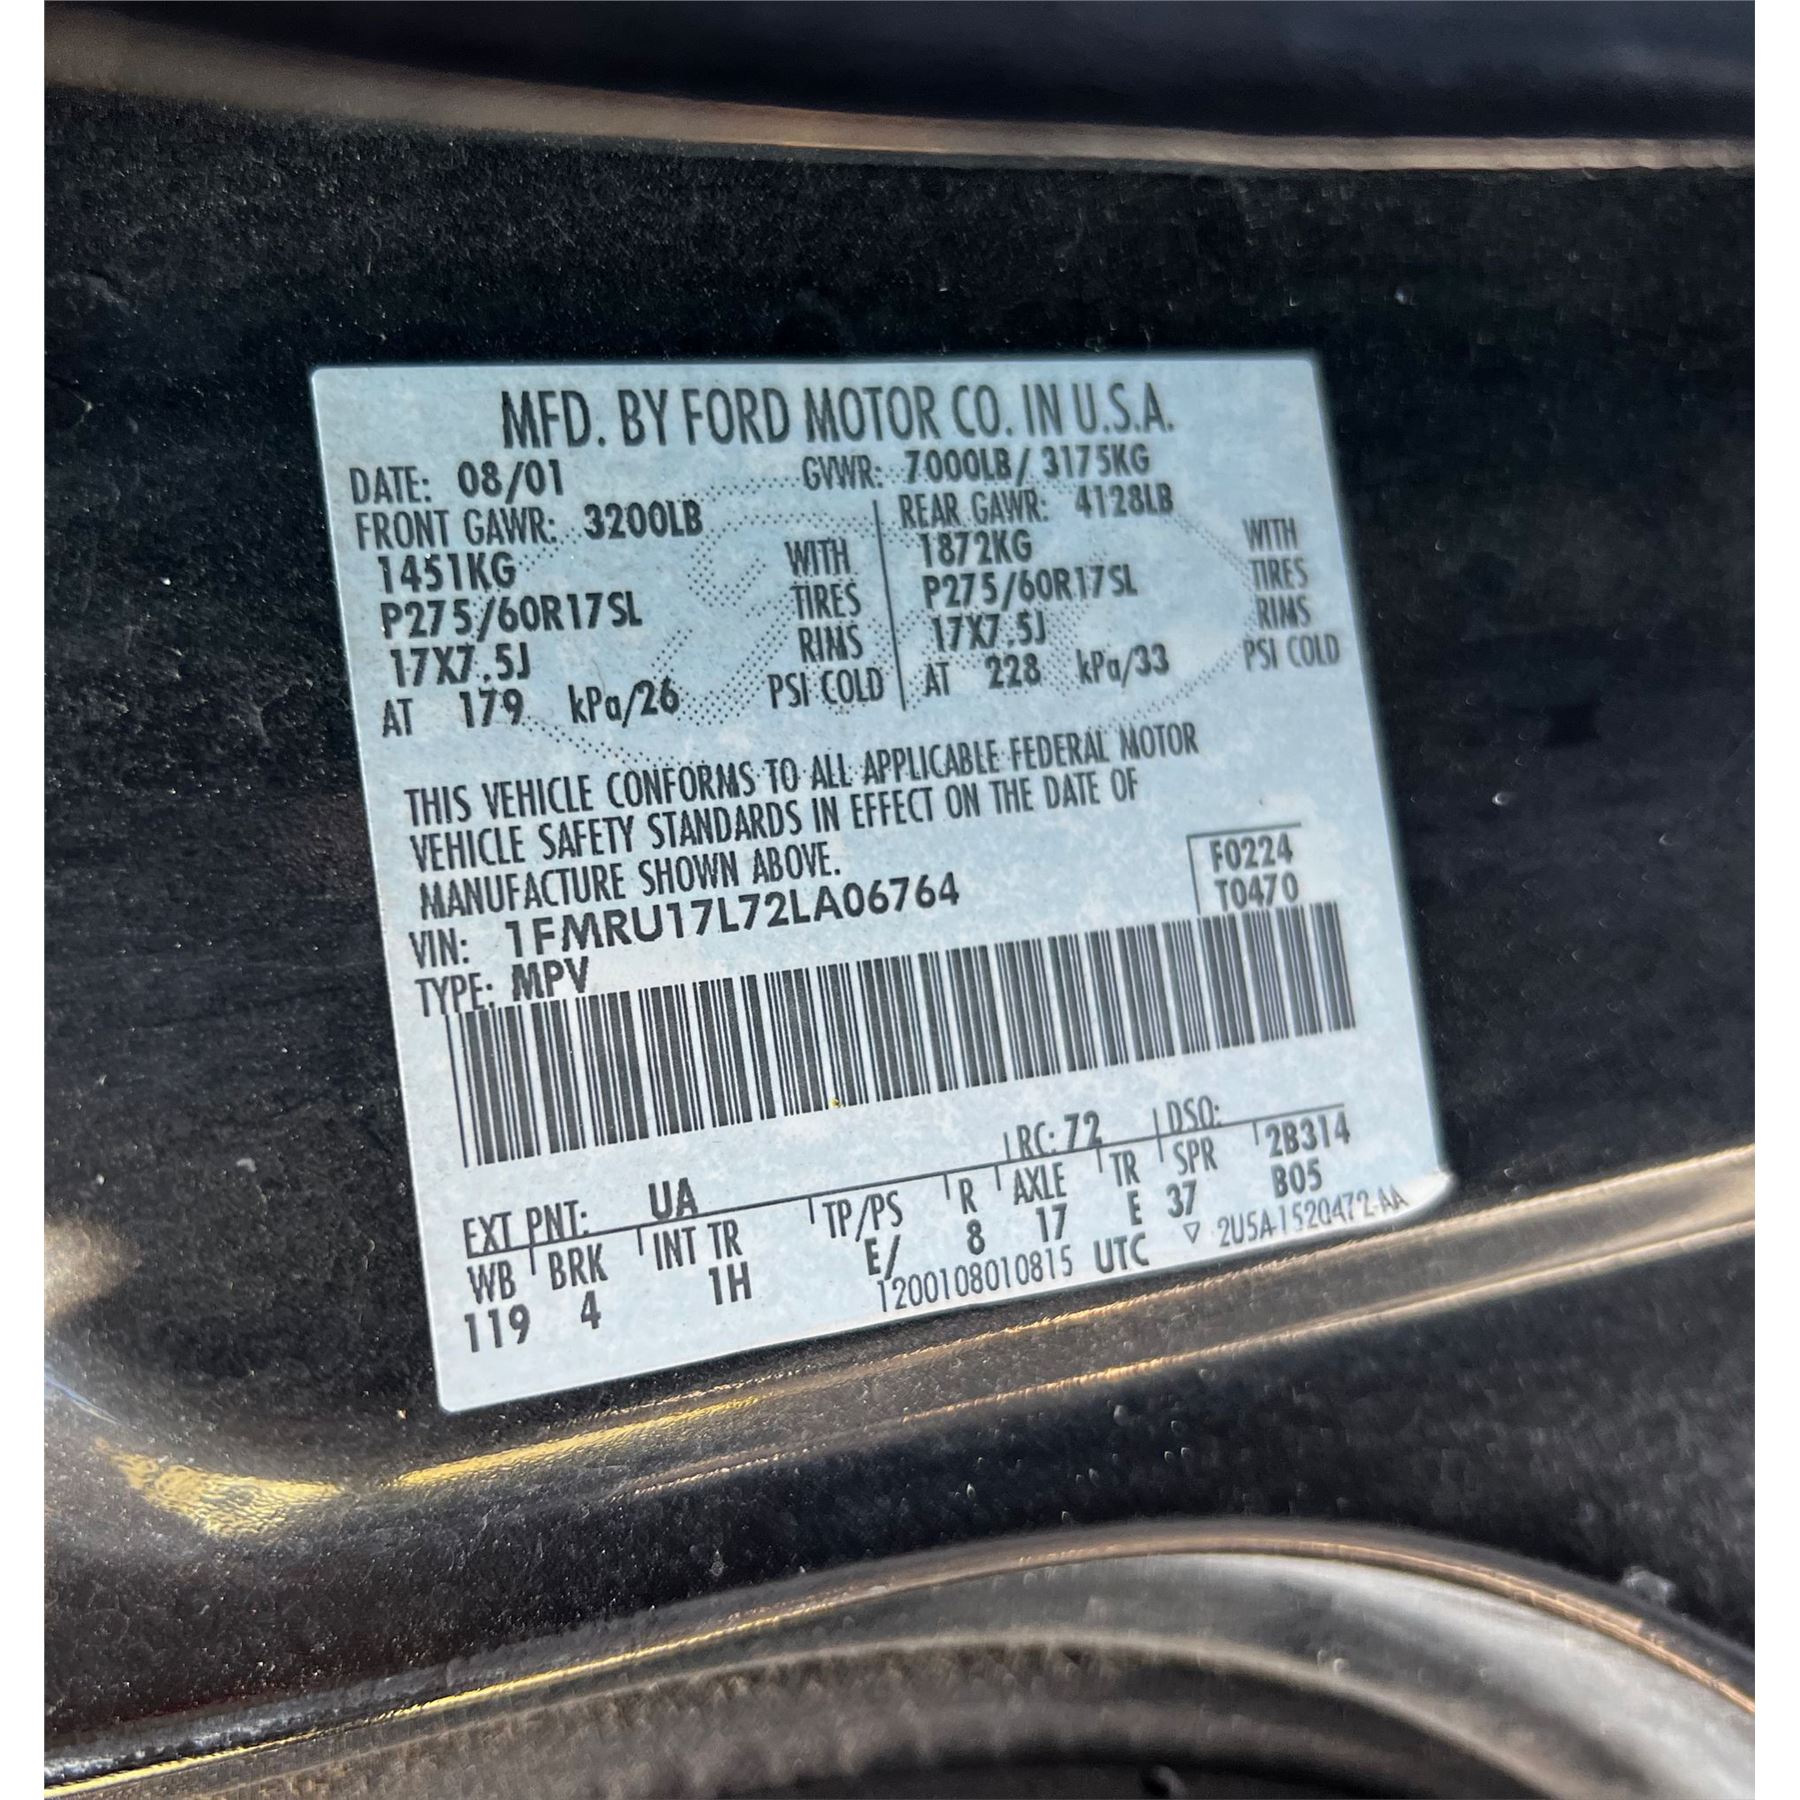 MFD. BY FORD MOTOR CO. IN U.S.A.
DATE: 08/01 GVWR: 7000LB/ 3175KG
FRONT GAWR: 3200LB REAR GAWR: 4128LB
1451KG WITH 1872KG WITH
P275/60R17SL TIRES P275/60R17SL TIRES
17X7.5J RIMS 17X7.5J RIMS
AT 179 kPa/26 PSI COLD AT 228 kPa/33 PSI COLD
THIS VEHICLE CONFORMS TO ALL APPLICABLE FEDERAL MOTOR
VEHICLE SAFETY STANDARDS IN EFFECT ON THE DATE OF
MANUFACTURE SHOWN ABOVE.
F0224
VIN: 1FMRU17L72LA06764 T0470
TYPE: MPV
EXT PNT: UA RC: 72 DSO:
WB BRK INT TR TP/PS R AXLE TR SPR 2B314
119 4 1H E/ 8 17 E 37 B05
1200108010815 UTC ▽ 2U5A-1520472-AA